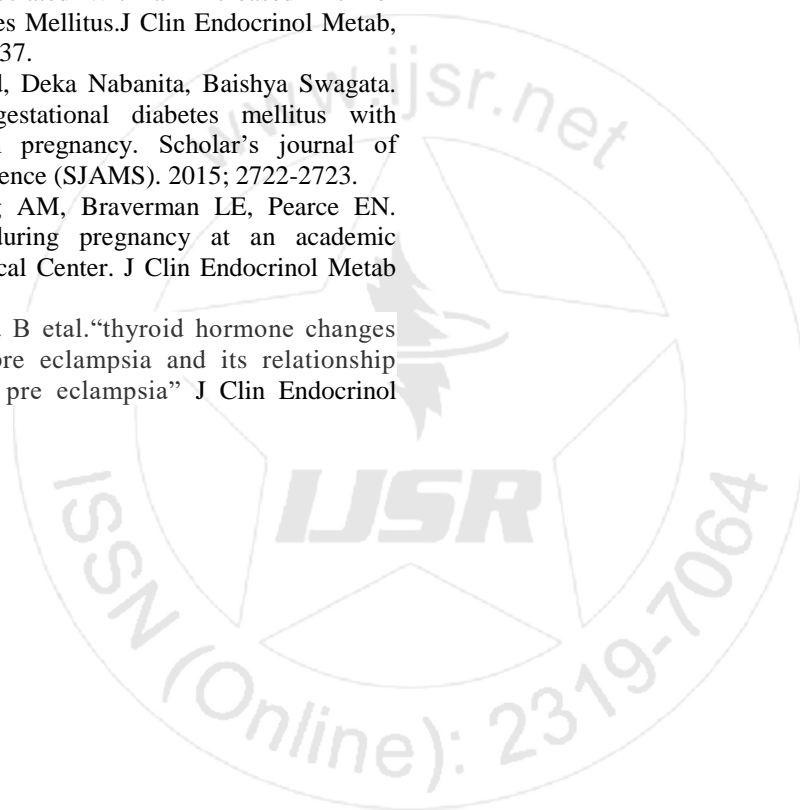 es Mellitus.J Clin Endocrinol Metab,
37.
, Deka Nabanita, Baishya Swagata.
gestational diabetes mellitus with
pregnancy. Scholar’s journal of
ence (SJAMS). 2015; 2722-2723.
AM, Braverman LE, Pearce EN.
during pregnancy at an academic
cal Center. J Clin Endocrinol Metab
B etal.“thyroid hormone changes
pre eclampsia and its relationship
pre eclampsia” J Clin Endocrinol
www.ijsr.net
IJSR
ISSN (Online): 2319-7064